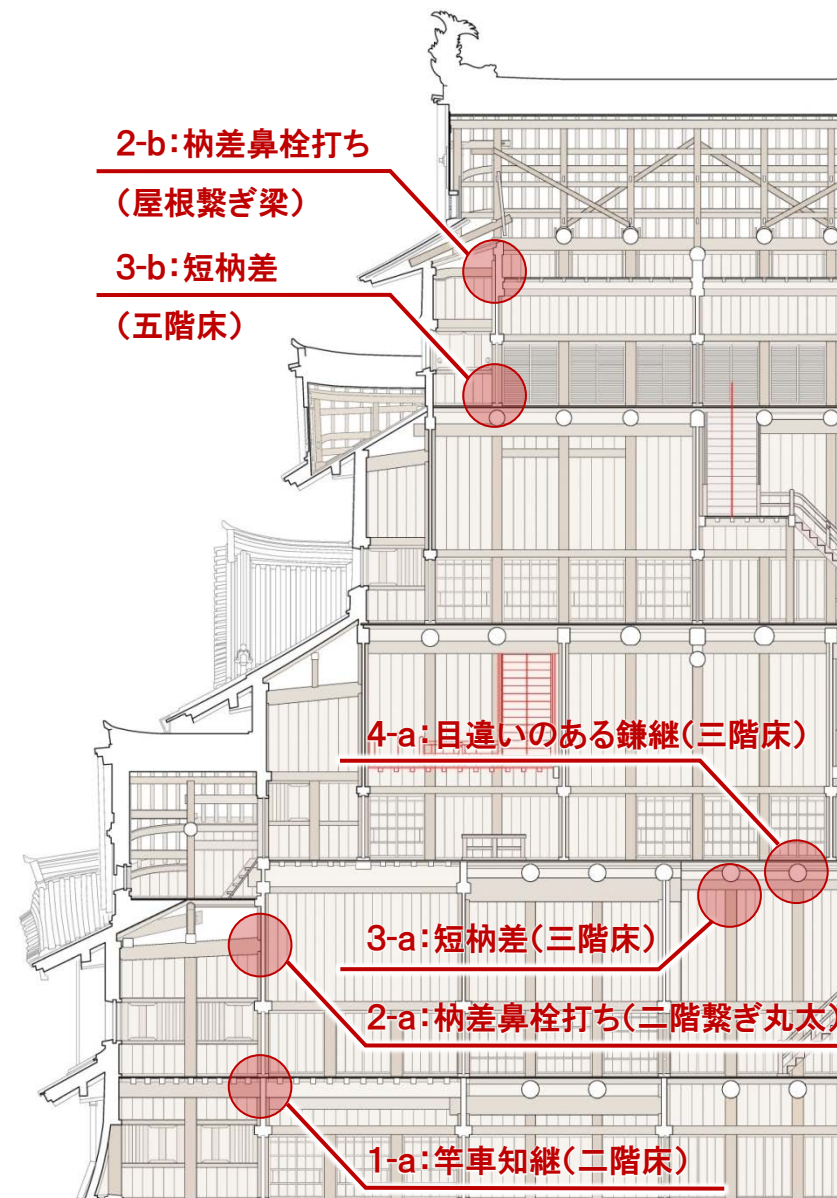 2-b：枘差鼻栓打ち
（屋根繋ぎ梁）
3-b：短枘差
（五階床）
4-a：目違いのある鎌継（三階床）
3-a：短枘差（三階床）
2-a：枘差鼻栓打ち（二階繋ぎ丸太）
1-a：竿車知継（二階床）